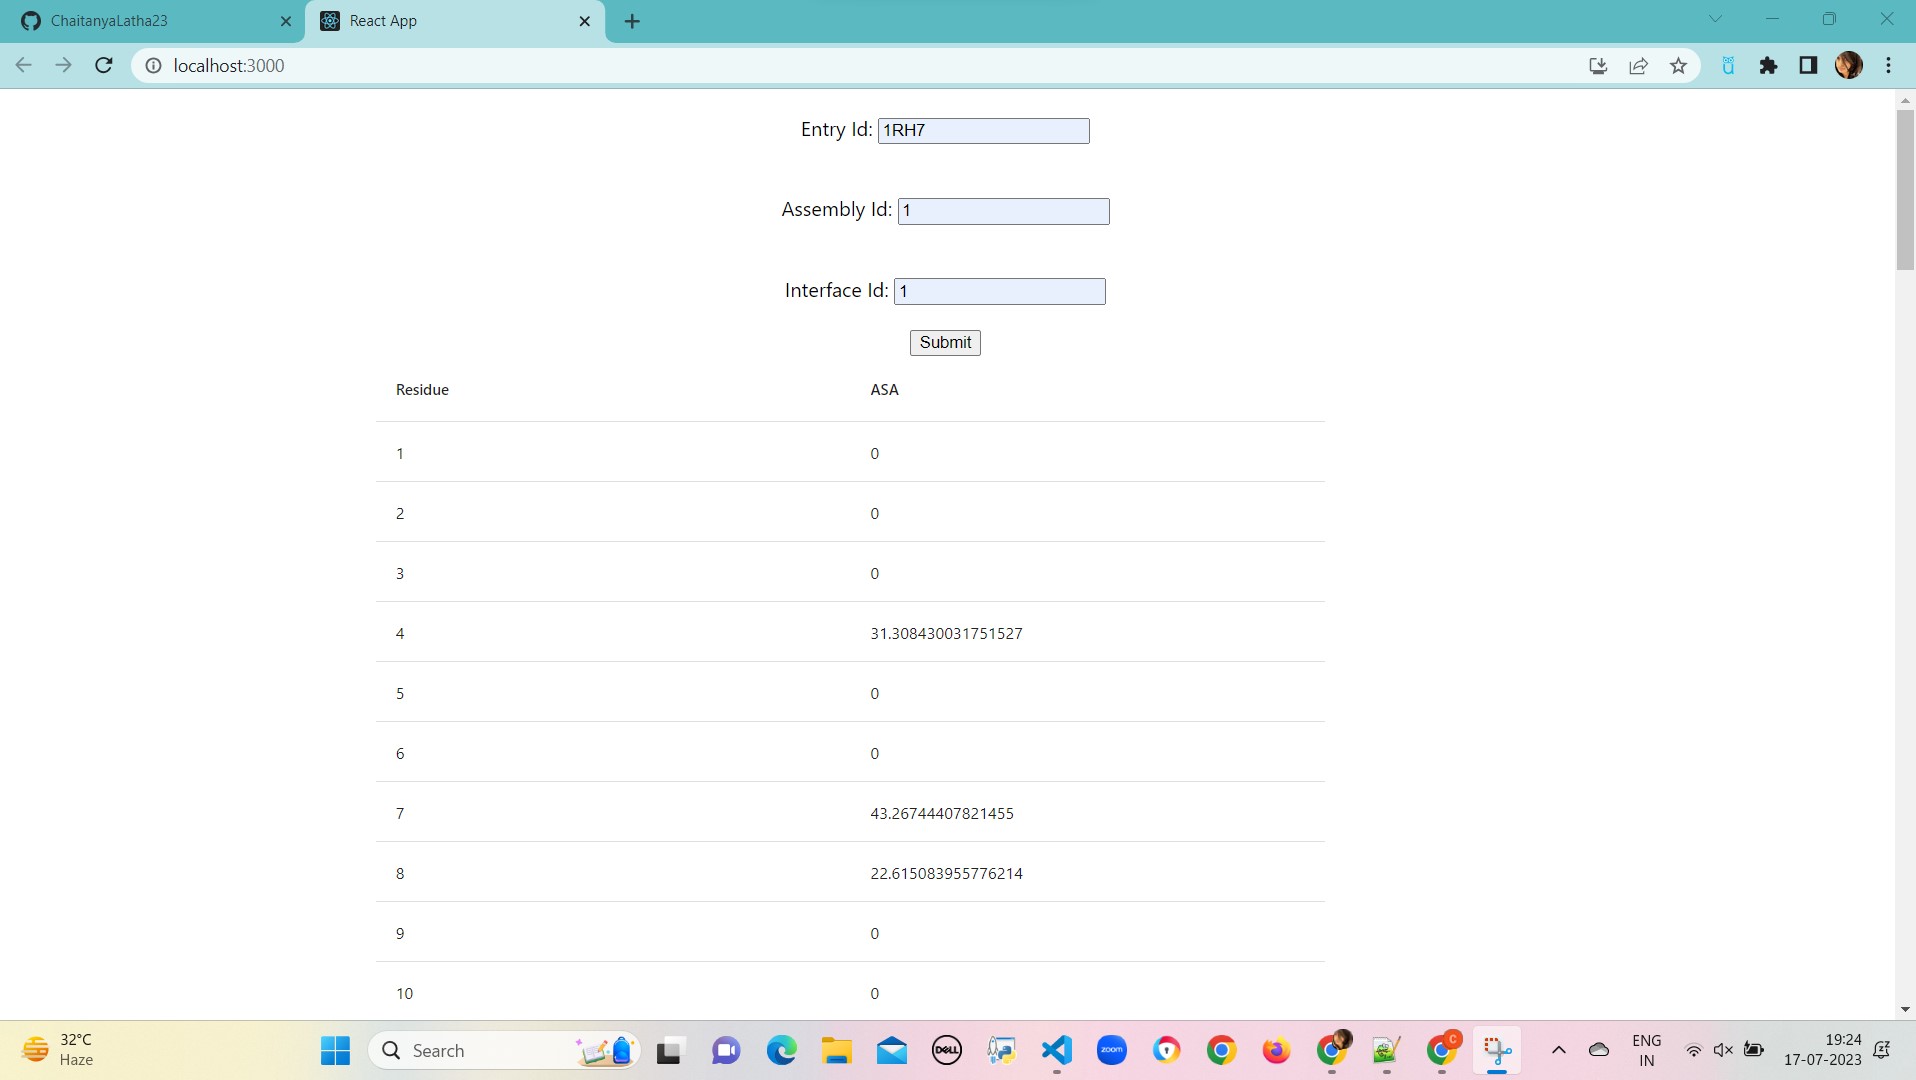 ChaitanyaLatha23
React App
localhost:3000
Entry Id: 1RH7
Assembly Id: 1
Interface Id: 1
Submit
Residue ASA
1 0
2 0
3 0
4 31.308430031751527
5 0
6 0
7 43.26744407821455
8 22.615083955776214
9 0
10 0
32°C
Haze
Search
DELL
zoom
C
ENG
IN
19:24
17-07-2023